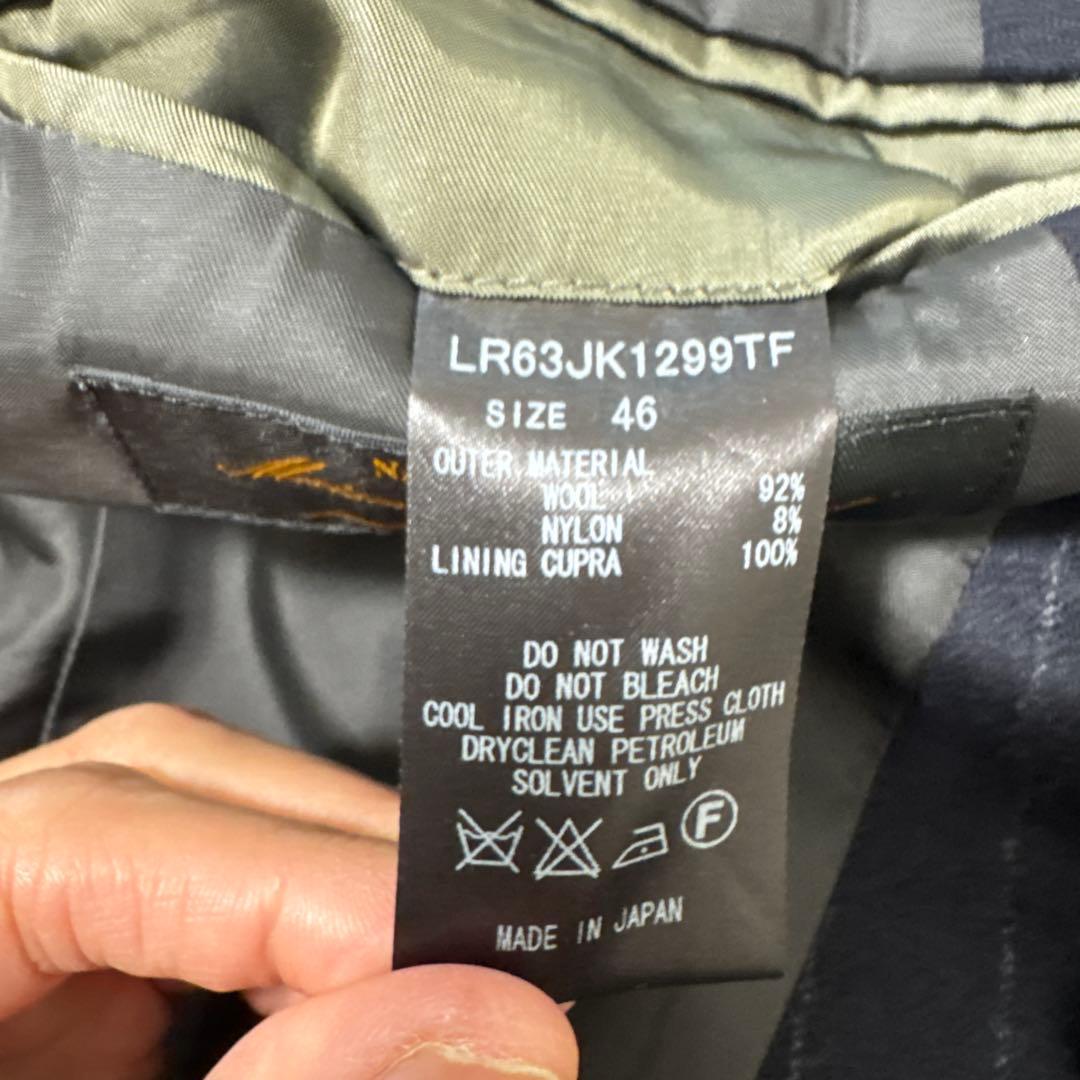 LR63JK1299TF
SIZE 46
OUTER MATERIAL
WOOL 92%
NYLON 8%
LINING CUPRA 100%
DO NOT WASH
DO NOT BLEACH
COOL IRON USE PRESS CLOTH
DRYCLEAN PETROLEUM
SOLVENT ONLY
F
MADE IN JAPAN